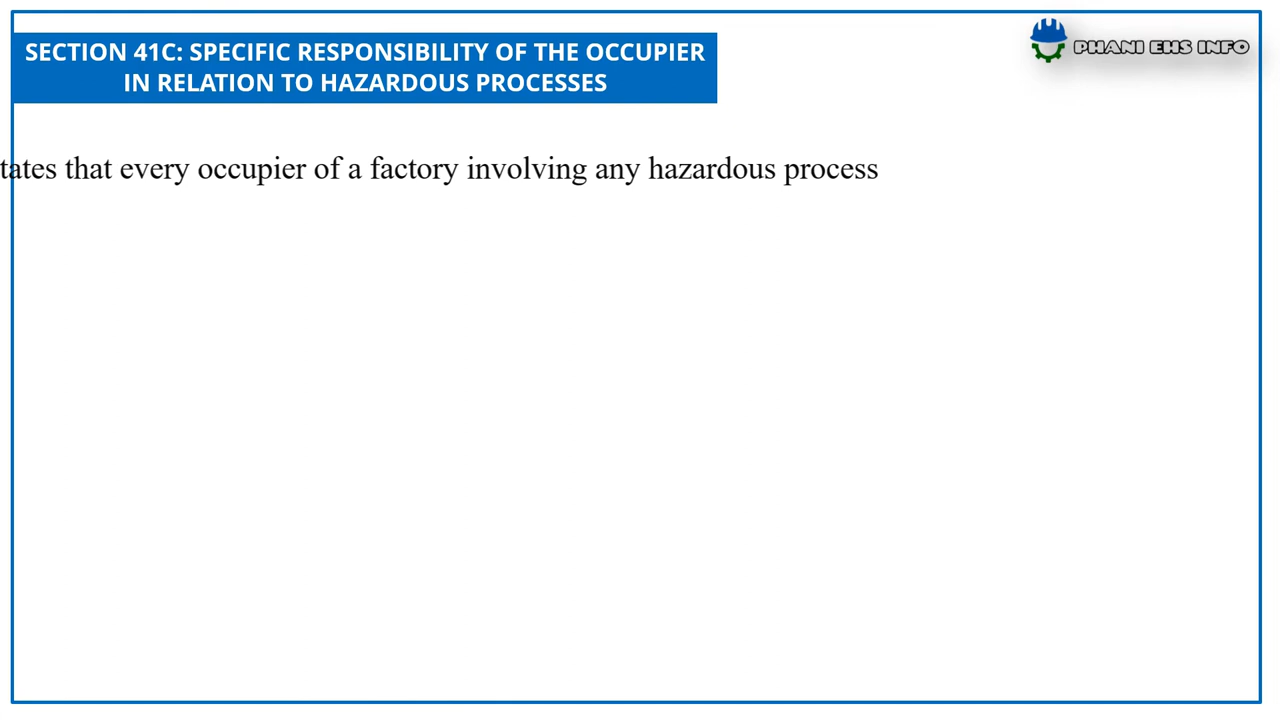 SECTION 41C: SPECIFIC RESPONSIBILITY OF THE OCCUPIER
IN RELATION TO HAZARDOUS PROCESSES
PHANI EHS INFO
tates that every occupier of a factory involving any hazardous process